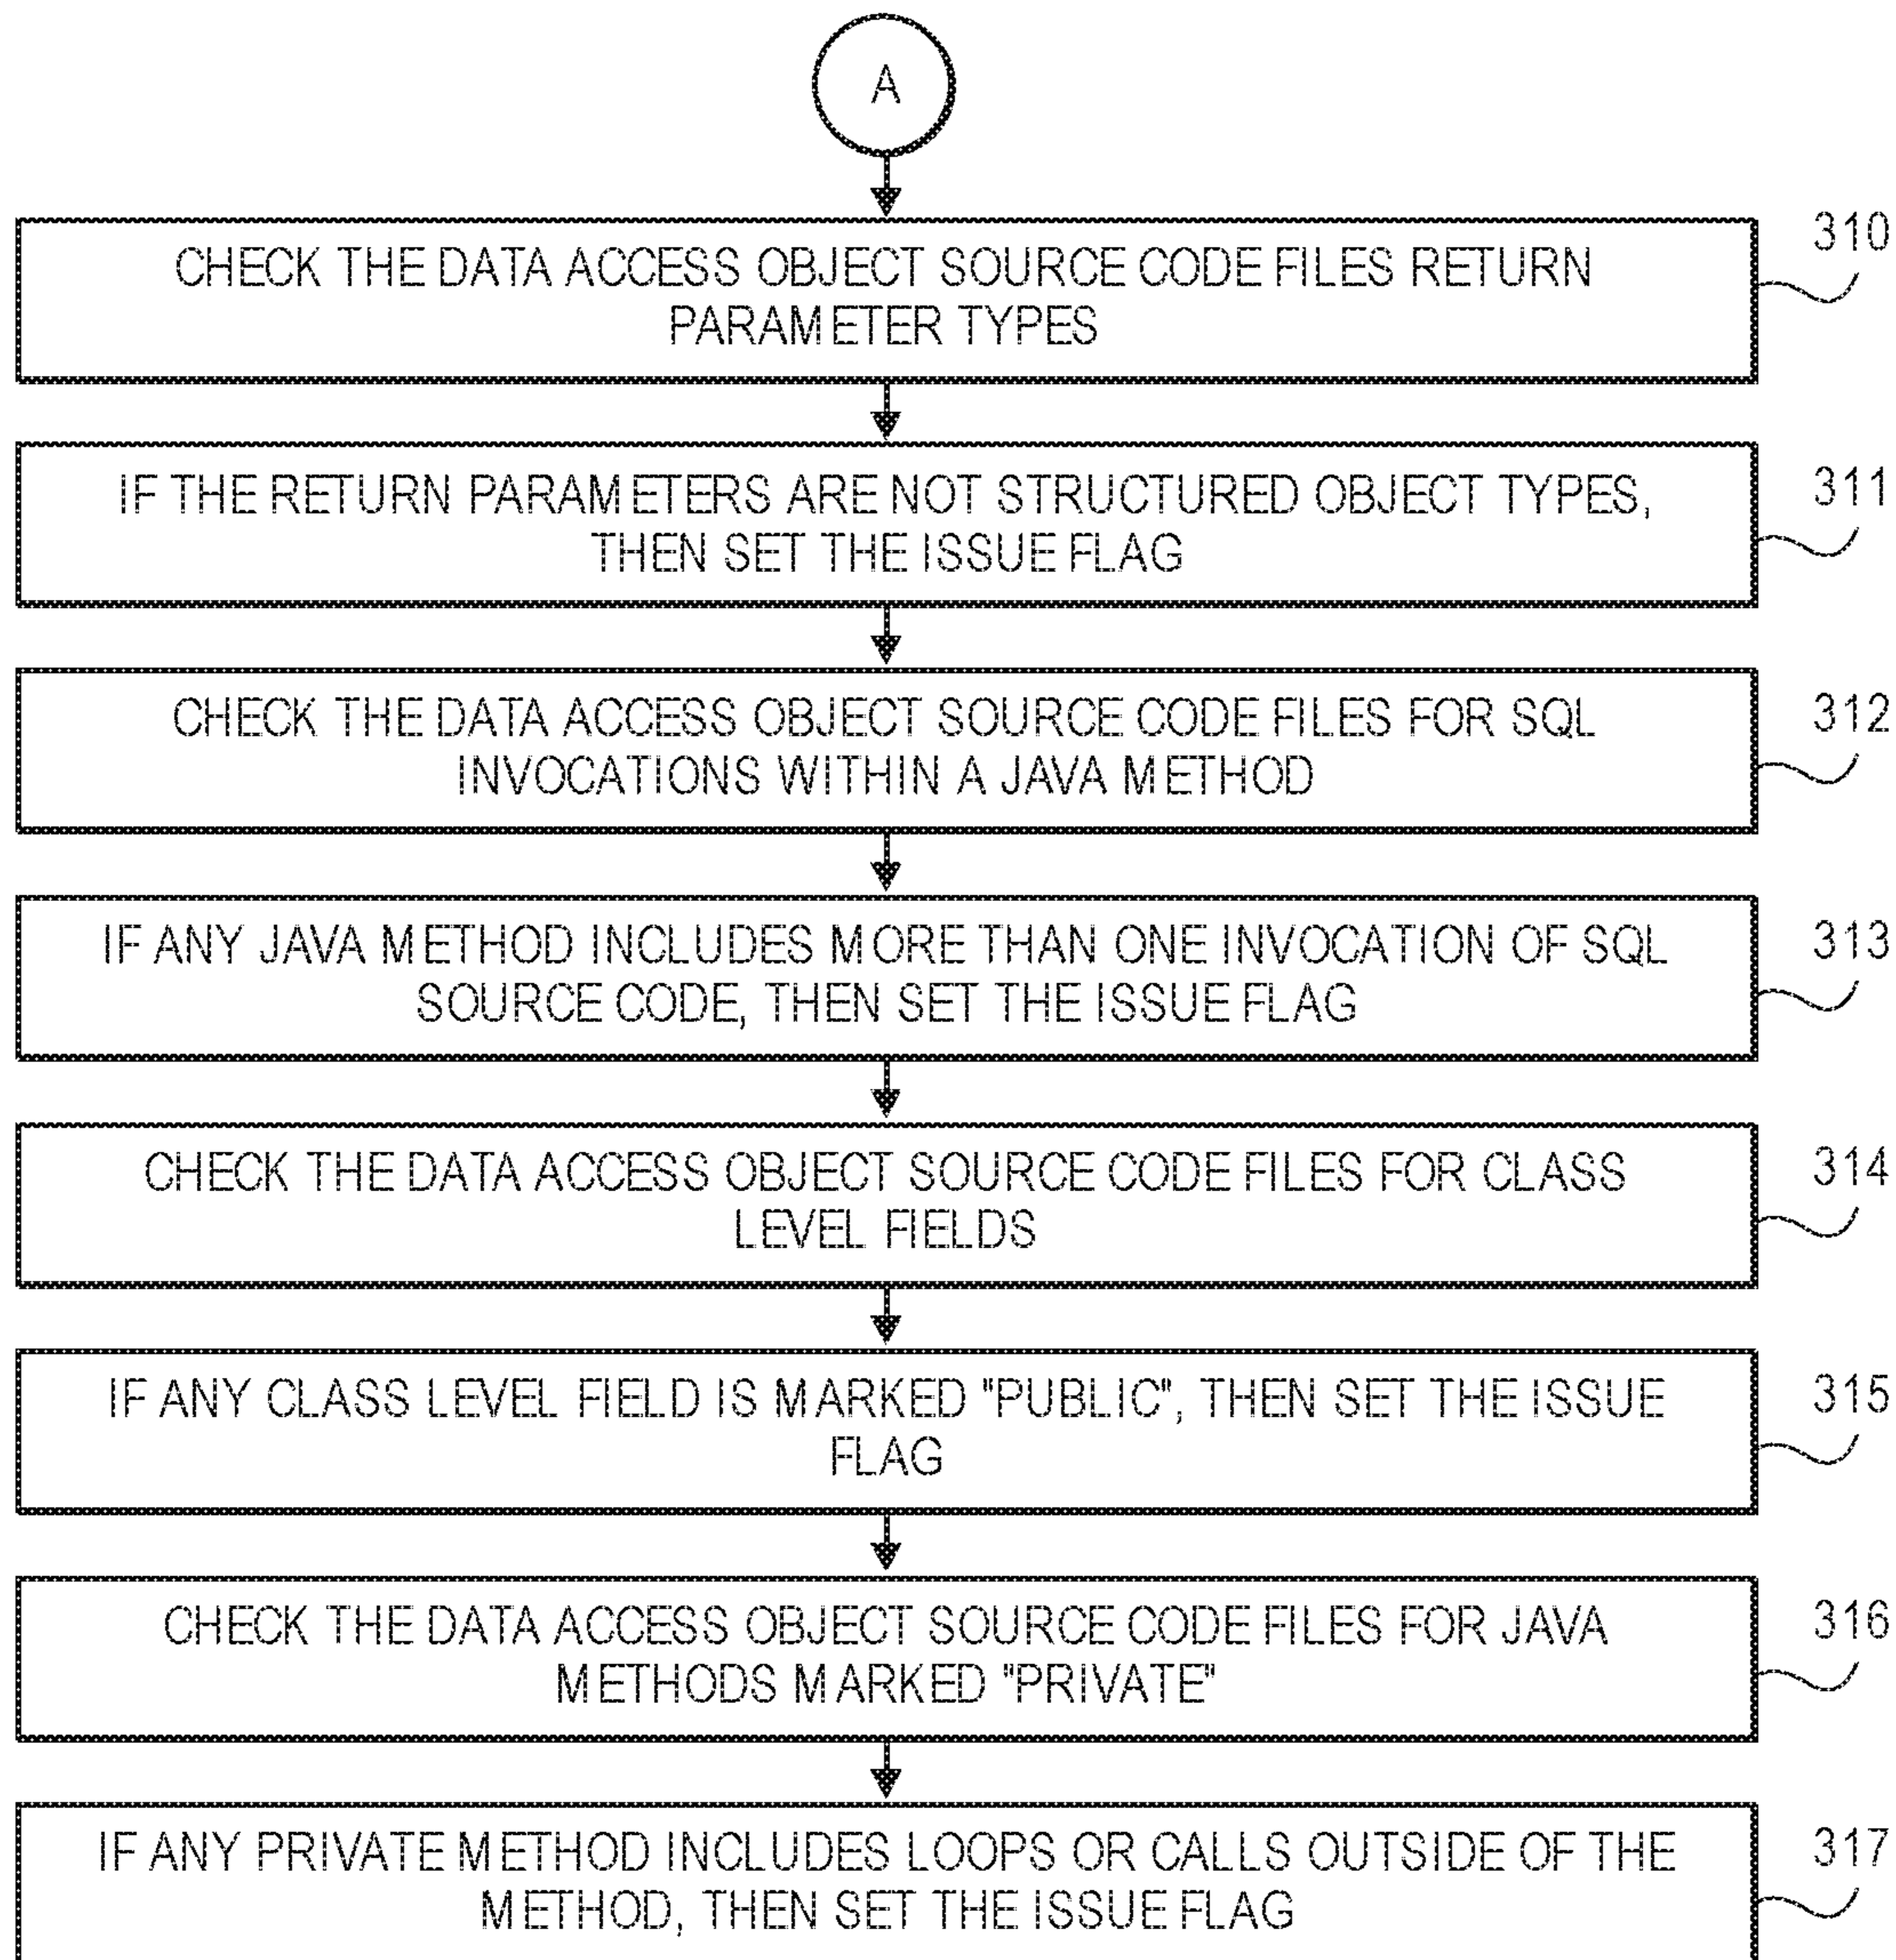 A
CHECK THE DATA ACCESS OBJECT SOURCE CODE FILES RETURN
PARAMETER TYPES
310
IF THE RETURN PARAMETERS ARE NOT STRUCTURED OBJECT TYPES,
THEN SET THE ISSUE FLAG
311
CHECK THE DATA ACCESS OBJECT SOURCE CODE FILES FOR SQL
INVOCATIONS WITHIN A JAVA METHOD
312
IF ANY JAVA METHOD INCLUDES MORE THAN ONE INVOCATION OF SQL
SOURCE CODE, THEN SET THE ISSUE FLAG
313
CHECK THE DATA ACCESS OBJECT SOURCE CODE FILES FOR CLASS
LEVEL FIELDS
314
IF ANY CLASS LEVEL FIELD IS MARKED "PUBLIC", THEN SET THE ISSUE
FLAG
315
CHECK THE DATA ACCESS OBJECT SOURCE CODE FILES FOR JAVA
METHODS MARKED "PRIVATE"
316
IF ANY PRIVATE METHOD INCLUDES LOOPS OR CALLS OUTSIDE OF THE
METHOD, THEN SET THE ISSUE FLAG
317